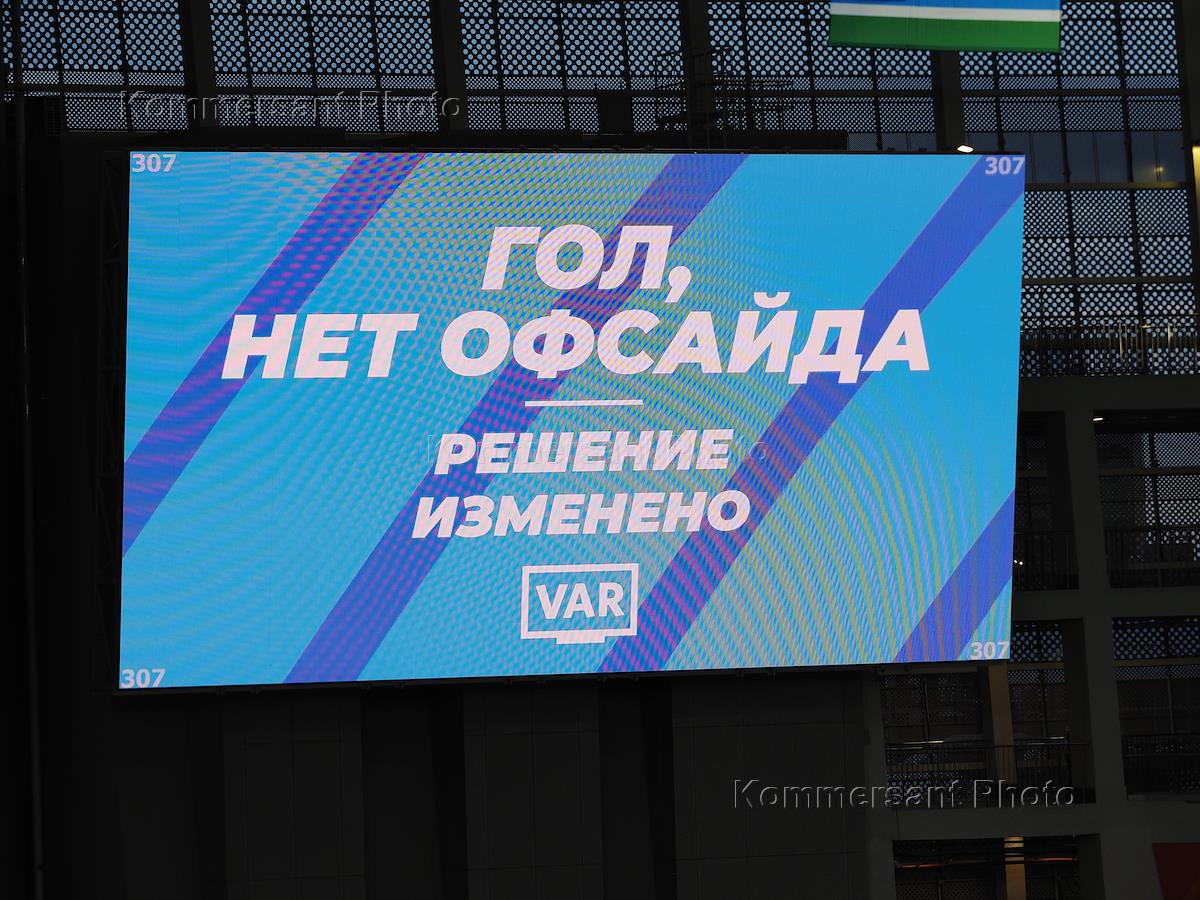 Kommersant Photo
307 307
ГОЛ,
НЕТ ОФСАЙДА
РЕШЕНИЕ
ИЗМЕНЕНО
VAR
307 307
Kommersant Photo